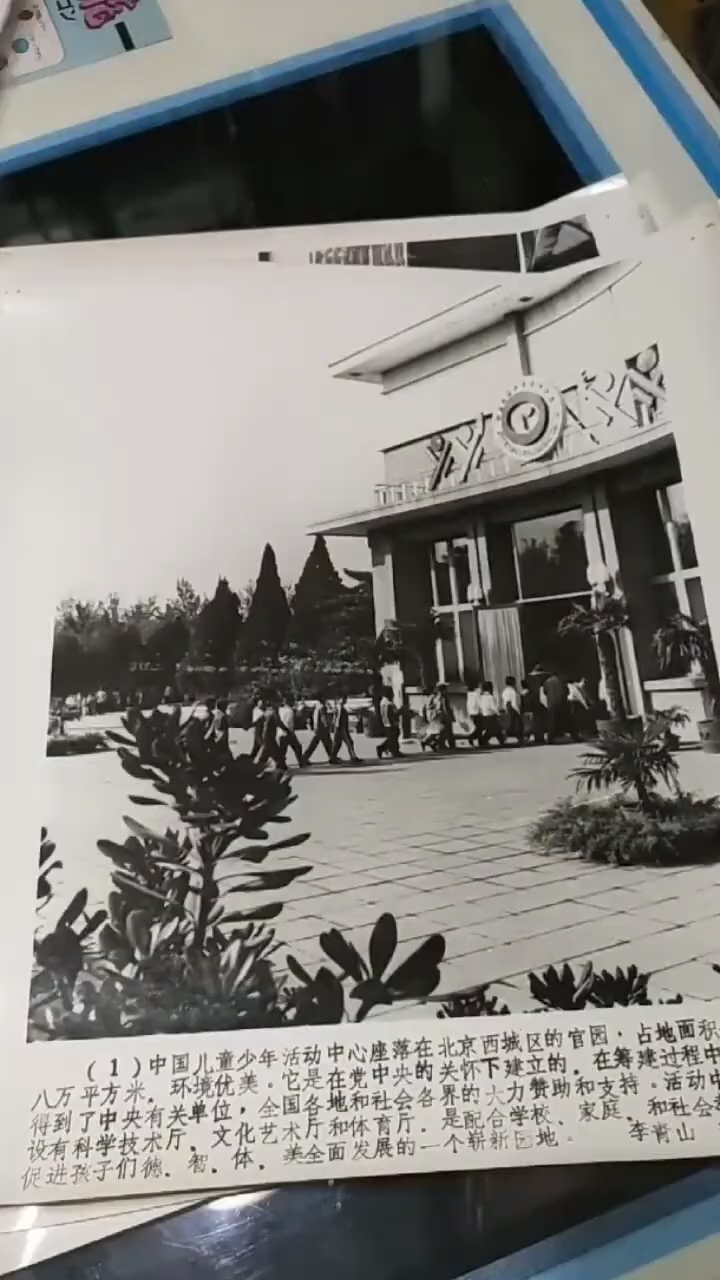 (1)中国儿童少年活动中心座落在北京西城区的官园，占地面积
八万平方米．环境优美．它是在党中央的关怀下建立的．在筹建过程中
得到了中央有关单位，全国各地和社会各界的大力赞助和支持．活动中
设有科学技术厅．文化艺术厅和体育厅．是配合学校、家庭、和社会
促进孩子们德．智．体．美全面发展的一个崭新园地． 李肯山